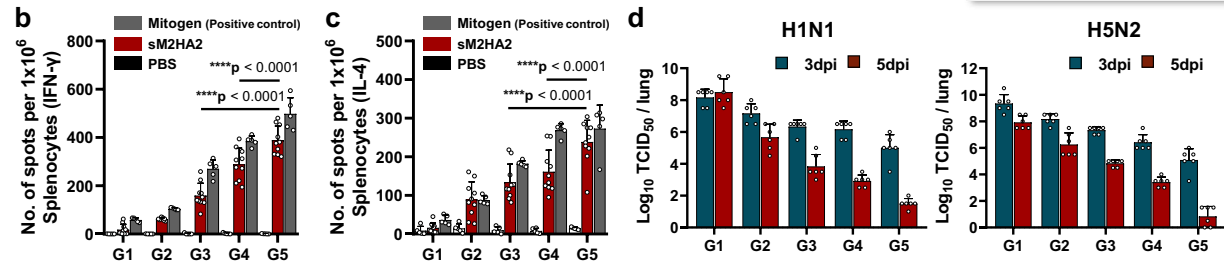 b
Mitogen (Positive control)
sM2HA2
PBS
No. of spots per 1x10⁶
Splenocytes (IFN-γ)
800
600
400
200
0
****p < 0.0001
****p < 0.0001
G1 G2 G3 G4 G5
c
Mitogen (Positive control)
sM2HA2
PBS
No. of spots per 1x10⁶
Splenocytes (IL-4)
500
400
300
200
100
0
****p < 0.0001
****p < 0.0001
G1 G2 G3 G4 G5
d
H1N1
3dpi 5dpi
Log₁₀ TCID₅₀ / lung
10
8
6
4
2
0
G1 G2 G3 G4 G5
H5N2
3dpi 5dpi
Log₁₀ TCID₅₀ / lung
12
10
8
6
4
2
0
G1 G2 G3 G4 G5